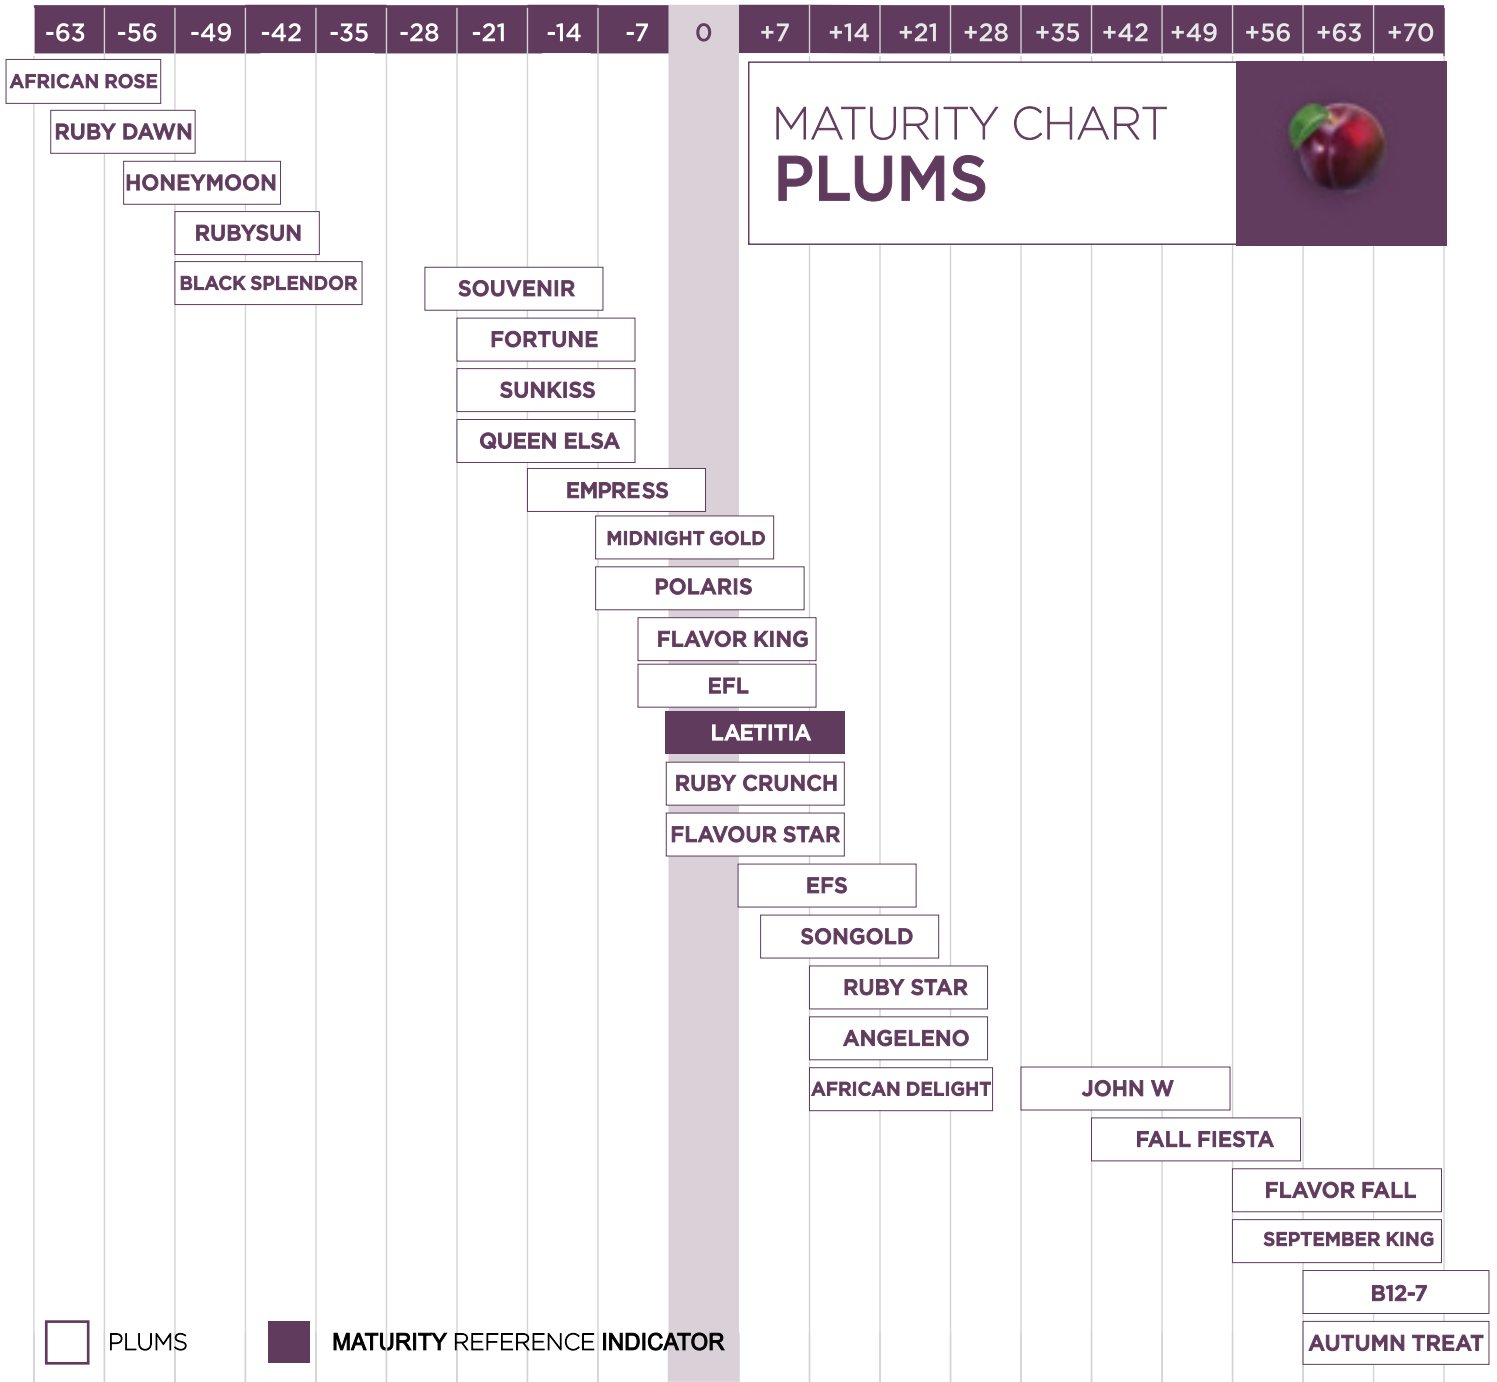 -63 -56 -49 -42 -35 -28 -21 -14 -7 0 +7 +14 +21 +28 +35 +42 +49 +56 +63 +70
AFRICAN ROSE
MATURITY CHART
PLUMS
RUBY DAWN
HONEYMOON
RUBYSUN
BLACK SPLENDOR
SOUVENIR
FORTUNE
SUNKISS
QUEEN ELSA
EMPRESS
MIDNIGHT GOLD
POLARIS
FLAVOR KING
EFL
LAETITIA
RUBY CRUNCH
FLAVOUR STAR
EFS
SONGOLD
RUBY STAR
ANGELENO
AFRICAN DELIGHT
JOHN W
FALL FIESTA
FLAVOR FALL
SEPTEMBER KING
B12-7
AUTUMN TREAT
PLUMS
MATURITY REFERENCE INDICATOR